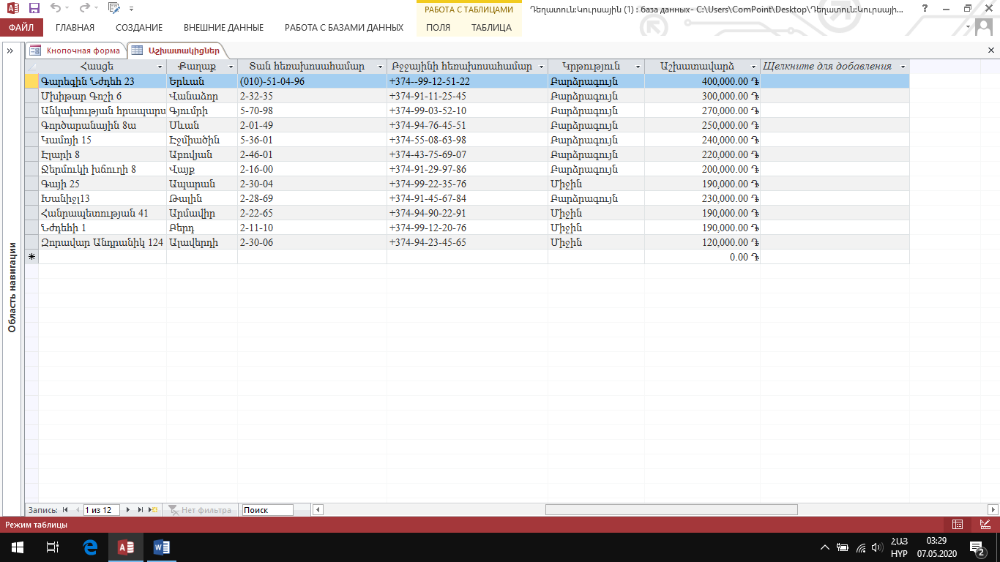 РАБОТА С ТАБЛИЦАМИ Դեղատուն:Կուրսային (1) : база данных- C:\Users\ComPoint\Desktop\Դեղատուն:Կուրսայի... ?
ФАЙЛ ГЛАВНАЯ СОЗДАНИЕ ВНЕШНИЕ ДАННЫЕ РАБОТА С БАЗАМИ ДАННЫХ ПОЛЯ ТАБЛИЦА
Кнопочная форма Աշխատակիցներ
Հասցե Քաղաք Տան հեռախոսահամար Բջջայինի հեռախոսահամար Կրթություն Աշխատավարձ Щелкните для добавления
Գարեգին Նժդեհ 23 Երևան (010)-51-04-96 +374--99-12-51-22 Բարձրագույն 400,000.00 ֏
Մխիթար Գոշի 6 Վանաձոր 2-32-35 +374-91-11-25-45 Բարձրագույն 300,000.00 ֏
Անկախության հրապարա Գյումրի 5-70-98 +374-99-03-52-10 Բարձրագույն 270,000.00 ֏
Գործարանային 8ա Սևան 2-01-49 +374-94-76-45-51 Բարձրագույն 250,000.00 ֏
Կամոյի 15 Էջմիածին 5-36-01 +374-55-08-63-98 Բարձրագույն 240,000.00 ֏
Էլարի 8 Աբովյան 2-46-01 +374-43-75-69-07 Բարձրագույն 220,000.00 ֏
Ջերմուկի խճուղի 8 Վայք 2-16-00 +374-91-29-97-86 Բարձրագույն 200,000.00 ֏
Գայի 25 Ապարան 2-30-04 +374-99-22-35-76 Միջին 190,000.00 ֏
Խանիջյ13 Թալին 2-28-69 +374-91-45-67-84 Բարձրագույն 230,000.00 ֏
Հանրապետության 41 Արմավիր 2-22-65 +374-94-90-22-91 Միջին 190,000.00 ֏
Նժդեհի 1 Բերդ 2-11-10 +374-99-12-20-76 Միջին 190,000.00 ֏
Զորավար Անդրանիկ 124 Ալավերդի 2-30-06 +374-94-23-45-65 Միջին 120,000.00 ֏
0.00 ֏
Область навигации
Запись: 1 из 12 Нет фильтра Поиск
Режим таблицы
ՀԱՅ 03:29
HYP 07.05.2020 2